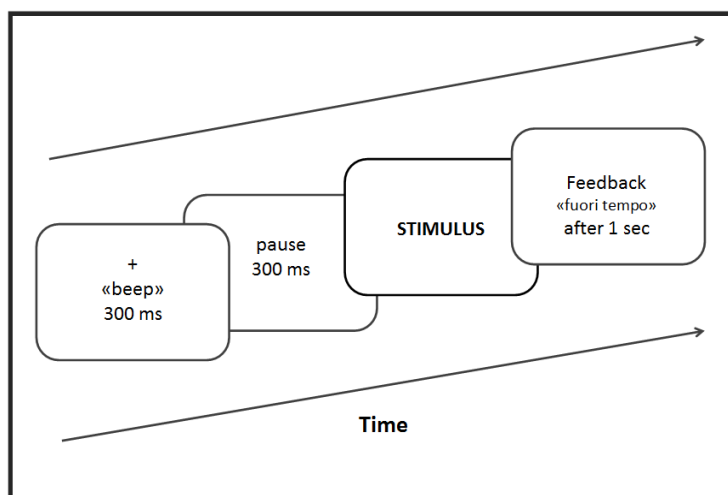 +
«beep»
300 ms
pause
300 ms
STIMULUS
Feedback
«fuori tempo»
after 1 sec
Time